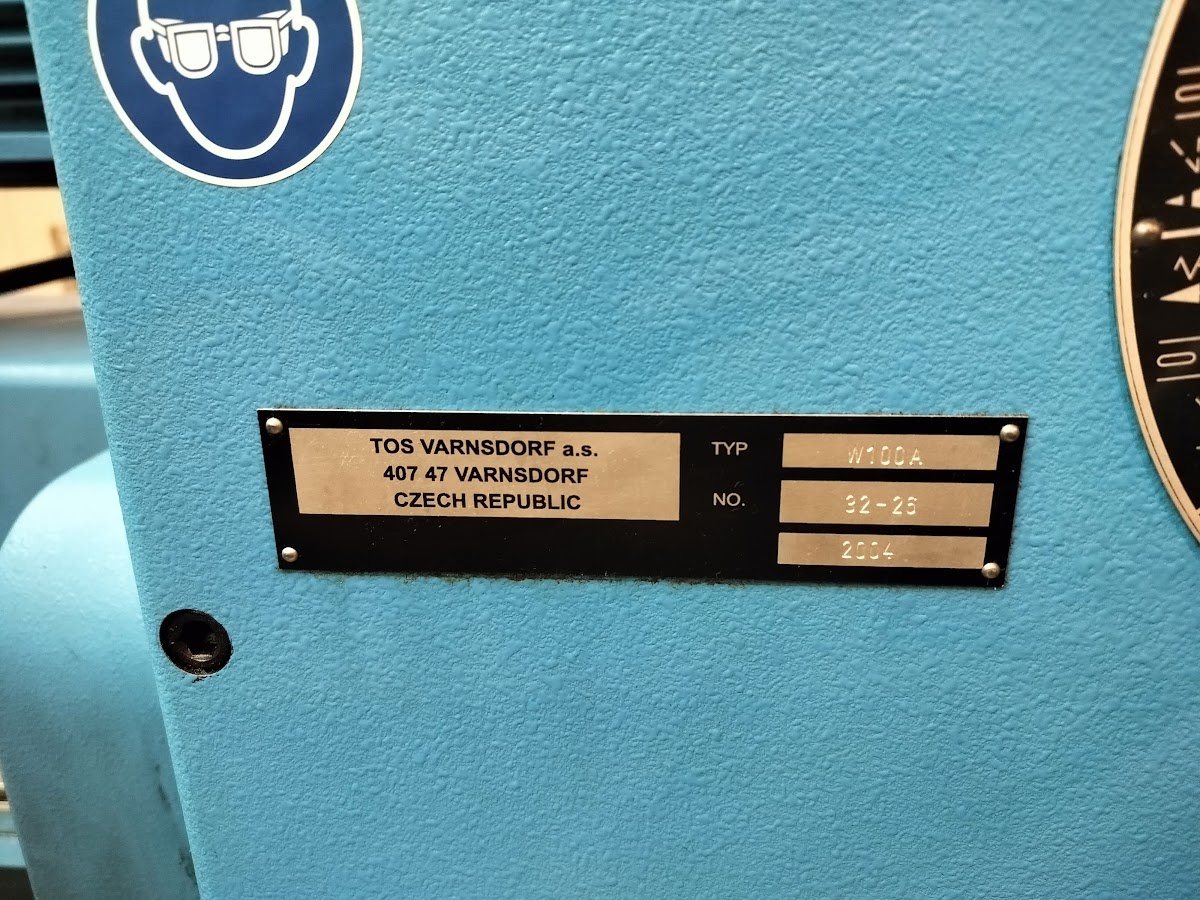 TOS VARNSDORF a.s.
407 47 VARNSDORF
CZECH REPUBLIC
TYP W100A
NO. 92-26
2004